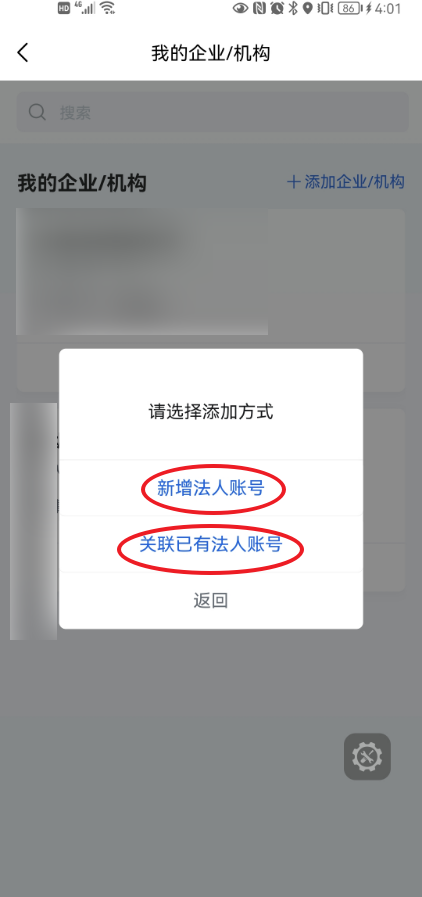 HD 4G 86 4:01
我的企业/机构
搜索
我的企业/机构
+ 添加企业/机构
请选择添加方式
新增法人账号
关联已有法人账号
返回